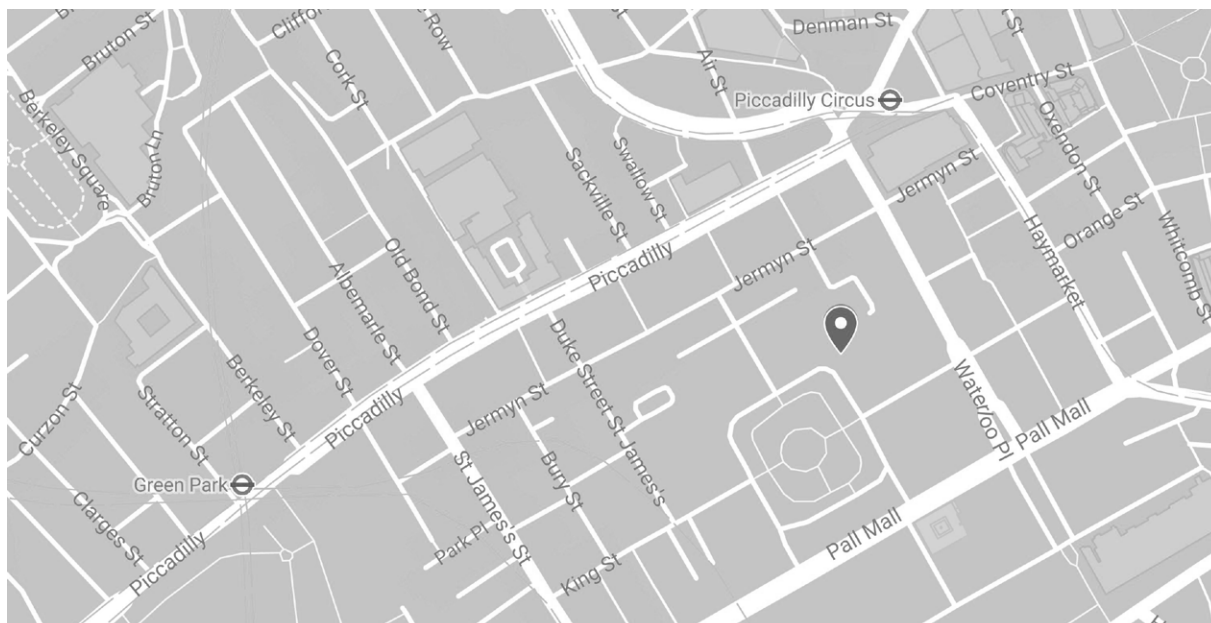 Bruton St
Clifford
Row
Denman St
Cork St
Air St
Piccadilly Circus
Coventry St
Berkeley Square
Bruton Ln
Sackville St
Swallow St
Oxendon St
Jermyn St
Orange St
Whitcomb St
Haymarket
Old Bond St
Albemarle St
Piccadilly
Jermyn St
Dover St
Berkeley St
Duke Street St James's
Waterloo Pl
Curzon St
Stratton St
Piccadilly
Jermyn St
Pall Mall
Green Park
St James's St
Bury St
Clarges St
Piccadilly
Park Pl
King St
Pall Mall